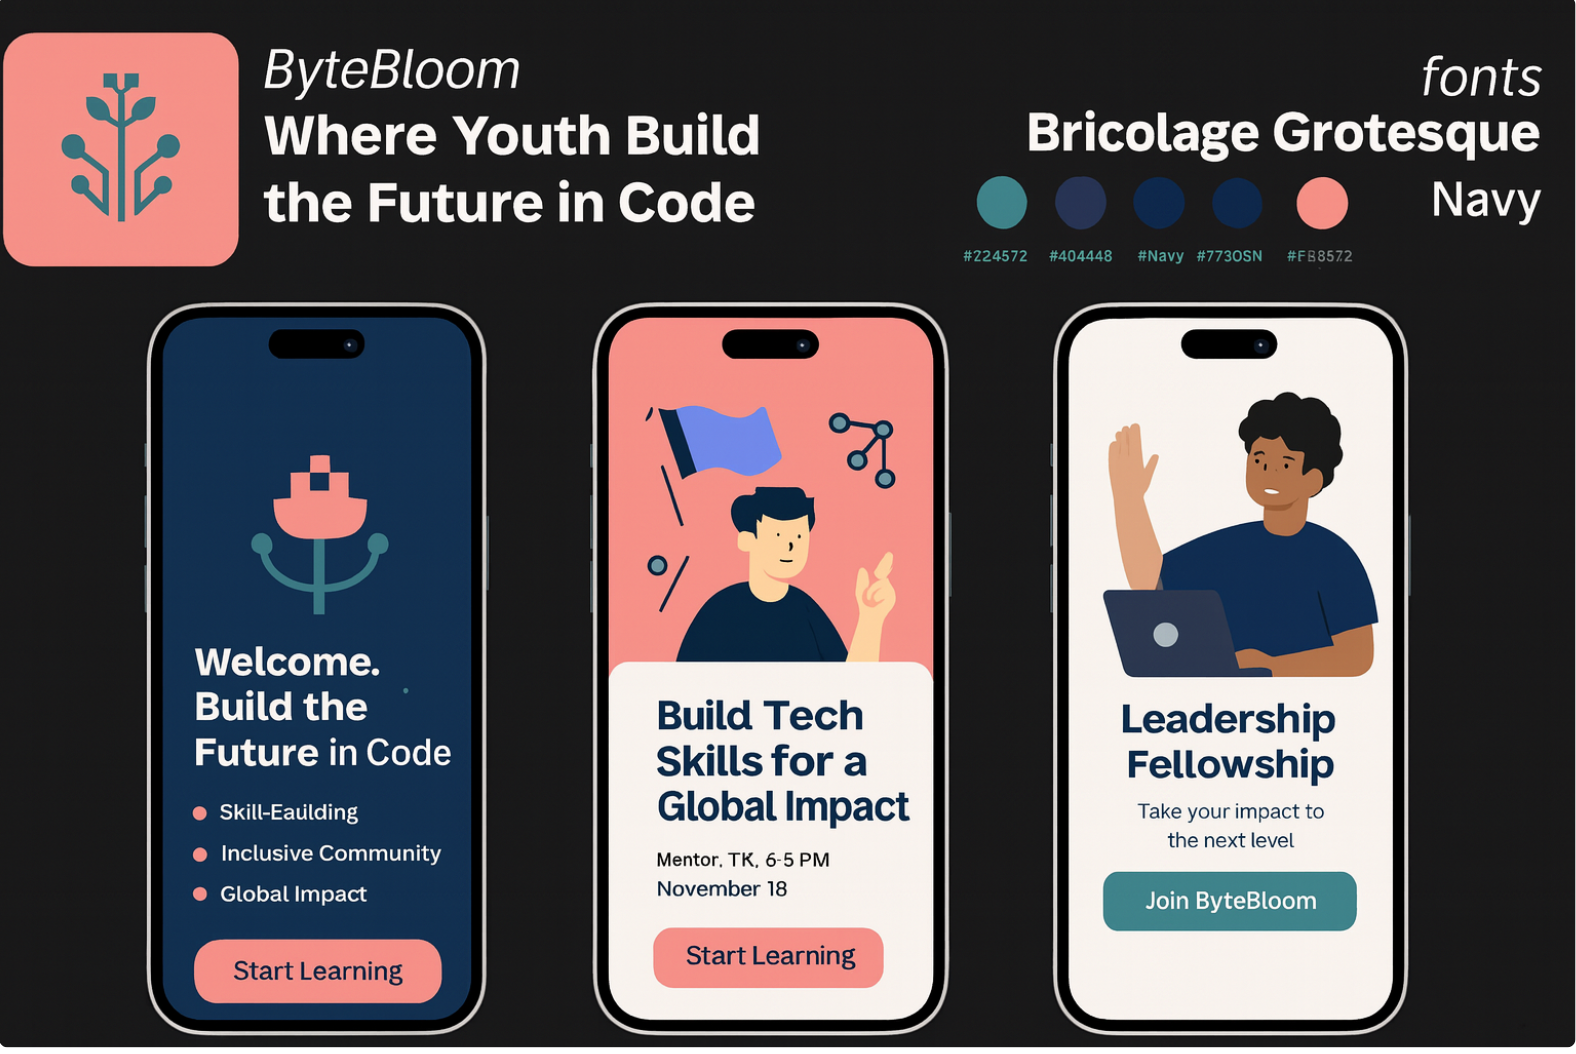 ByteBloom
Where Youth Build
the Future in Code
fonts
Bricolage Grotesque
Navy
#224572 #404448 #Navy #7730SN #FB8572
Welcome.
Build the
Future in Code
Skill-Eaulding
Inclusive Community
Global Impact
Start Learning
Build Tech
Skills for a
Global Impact
Mentor, TK, 6-5 PM
November 18
Start Learning
Leadership
Fellowship
Take your impact to
the next level
Join ByteBloom